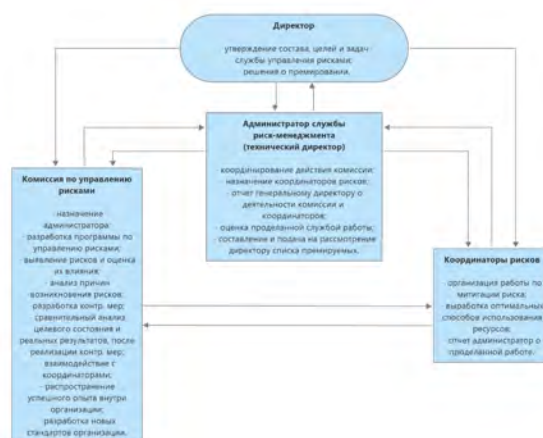 Директор
утверждение состава, целей и задач
службы управления рисками;
решения о премировании.
Администратор службы
риск-менеджмента
(технический директор)
координирование действия комиссии;
- назначение координаторов рисков;
- отчет генеральному директору о
деятельности комиссии и
координаторов;
- оценка проделанной службой работы;
- составление и подача на рассмотрение
директору списка премируемых.
Комиссия по управлению
рисками
- назначение
администратора;
разработка программы по
управлению рисками;
выявление рисков и оценка
их влияния;
- анализ причин
возникновения рисков;
разработка контр. мер;
сравнительный анализ
целевого состояния и
реальных результатов, после
реализации контр. мер;
взаимодействие с
координаторами;
- распространение
успешного опыта внутри
организации;
разработка новых
стандартов организации.
Координаторы рисков
- организация работы по
митигации риска;
- выработка оптимальных
способов использования
ресурсов;
отчет администратор о
проделанной работе.